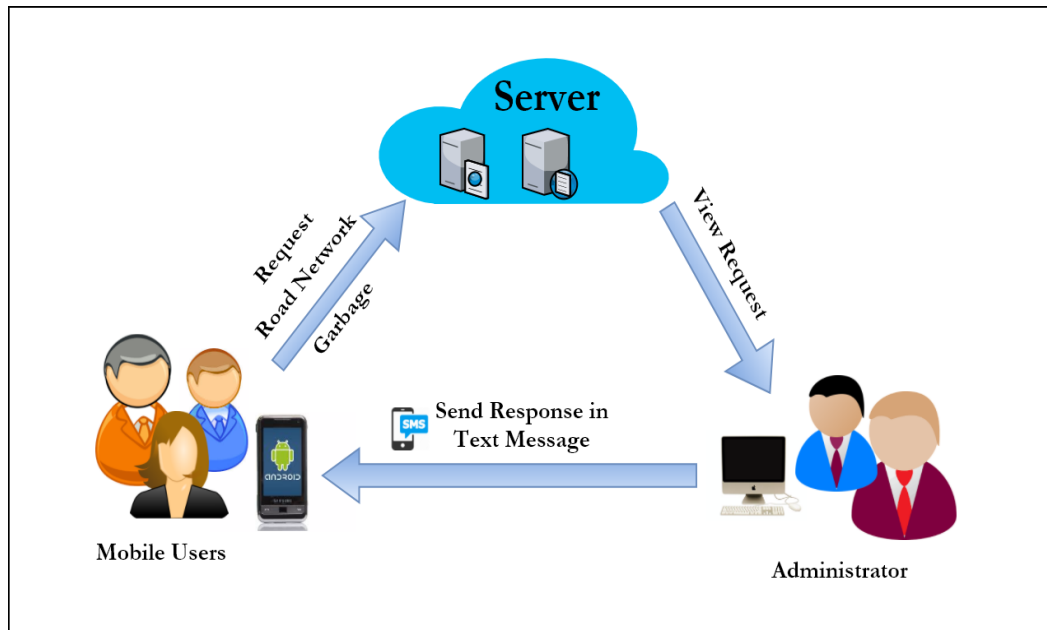 Server
Request
Road Network
Garbage
View Request
SMS
Send Response in
Text Message
ANDROID
Mobile Users
Administrator